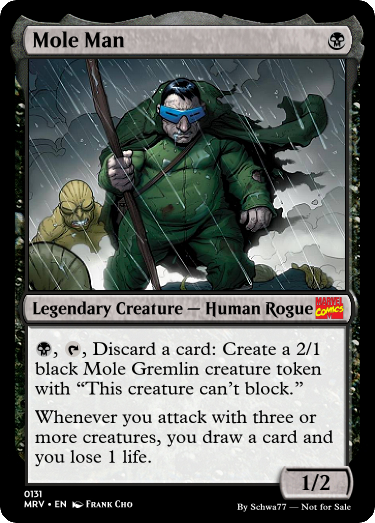 Mole Man
Legendary Creature — Human Rogue
MARVEL
COMICS
, , Discard a card: Create a 2/1
black Mole Gremlin creature token
with “This creature can’t block.”
Whenever you attack with three or
more creatures, you draw a card and
you lose 1 life.
1/2
0131
MRV • EN Frank Cho
By Schwa77 — Not for Sale